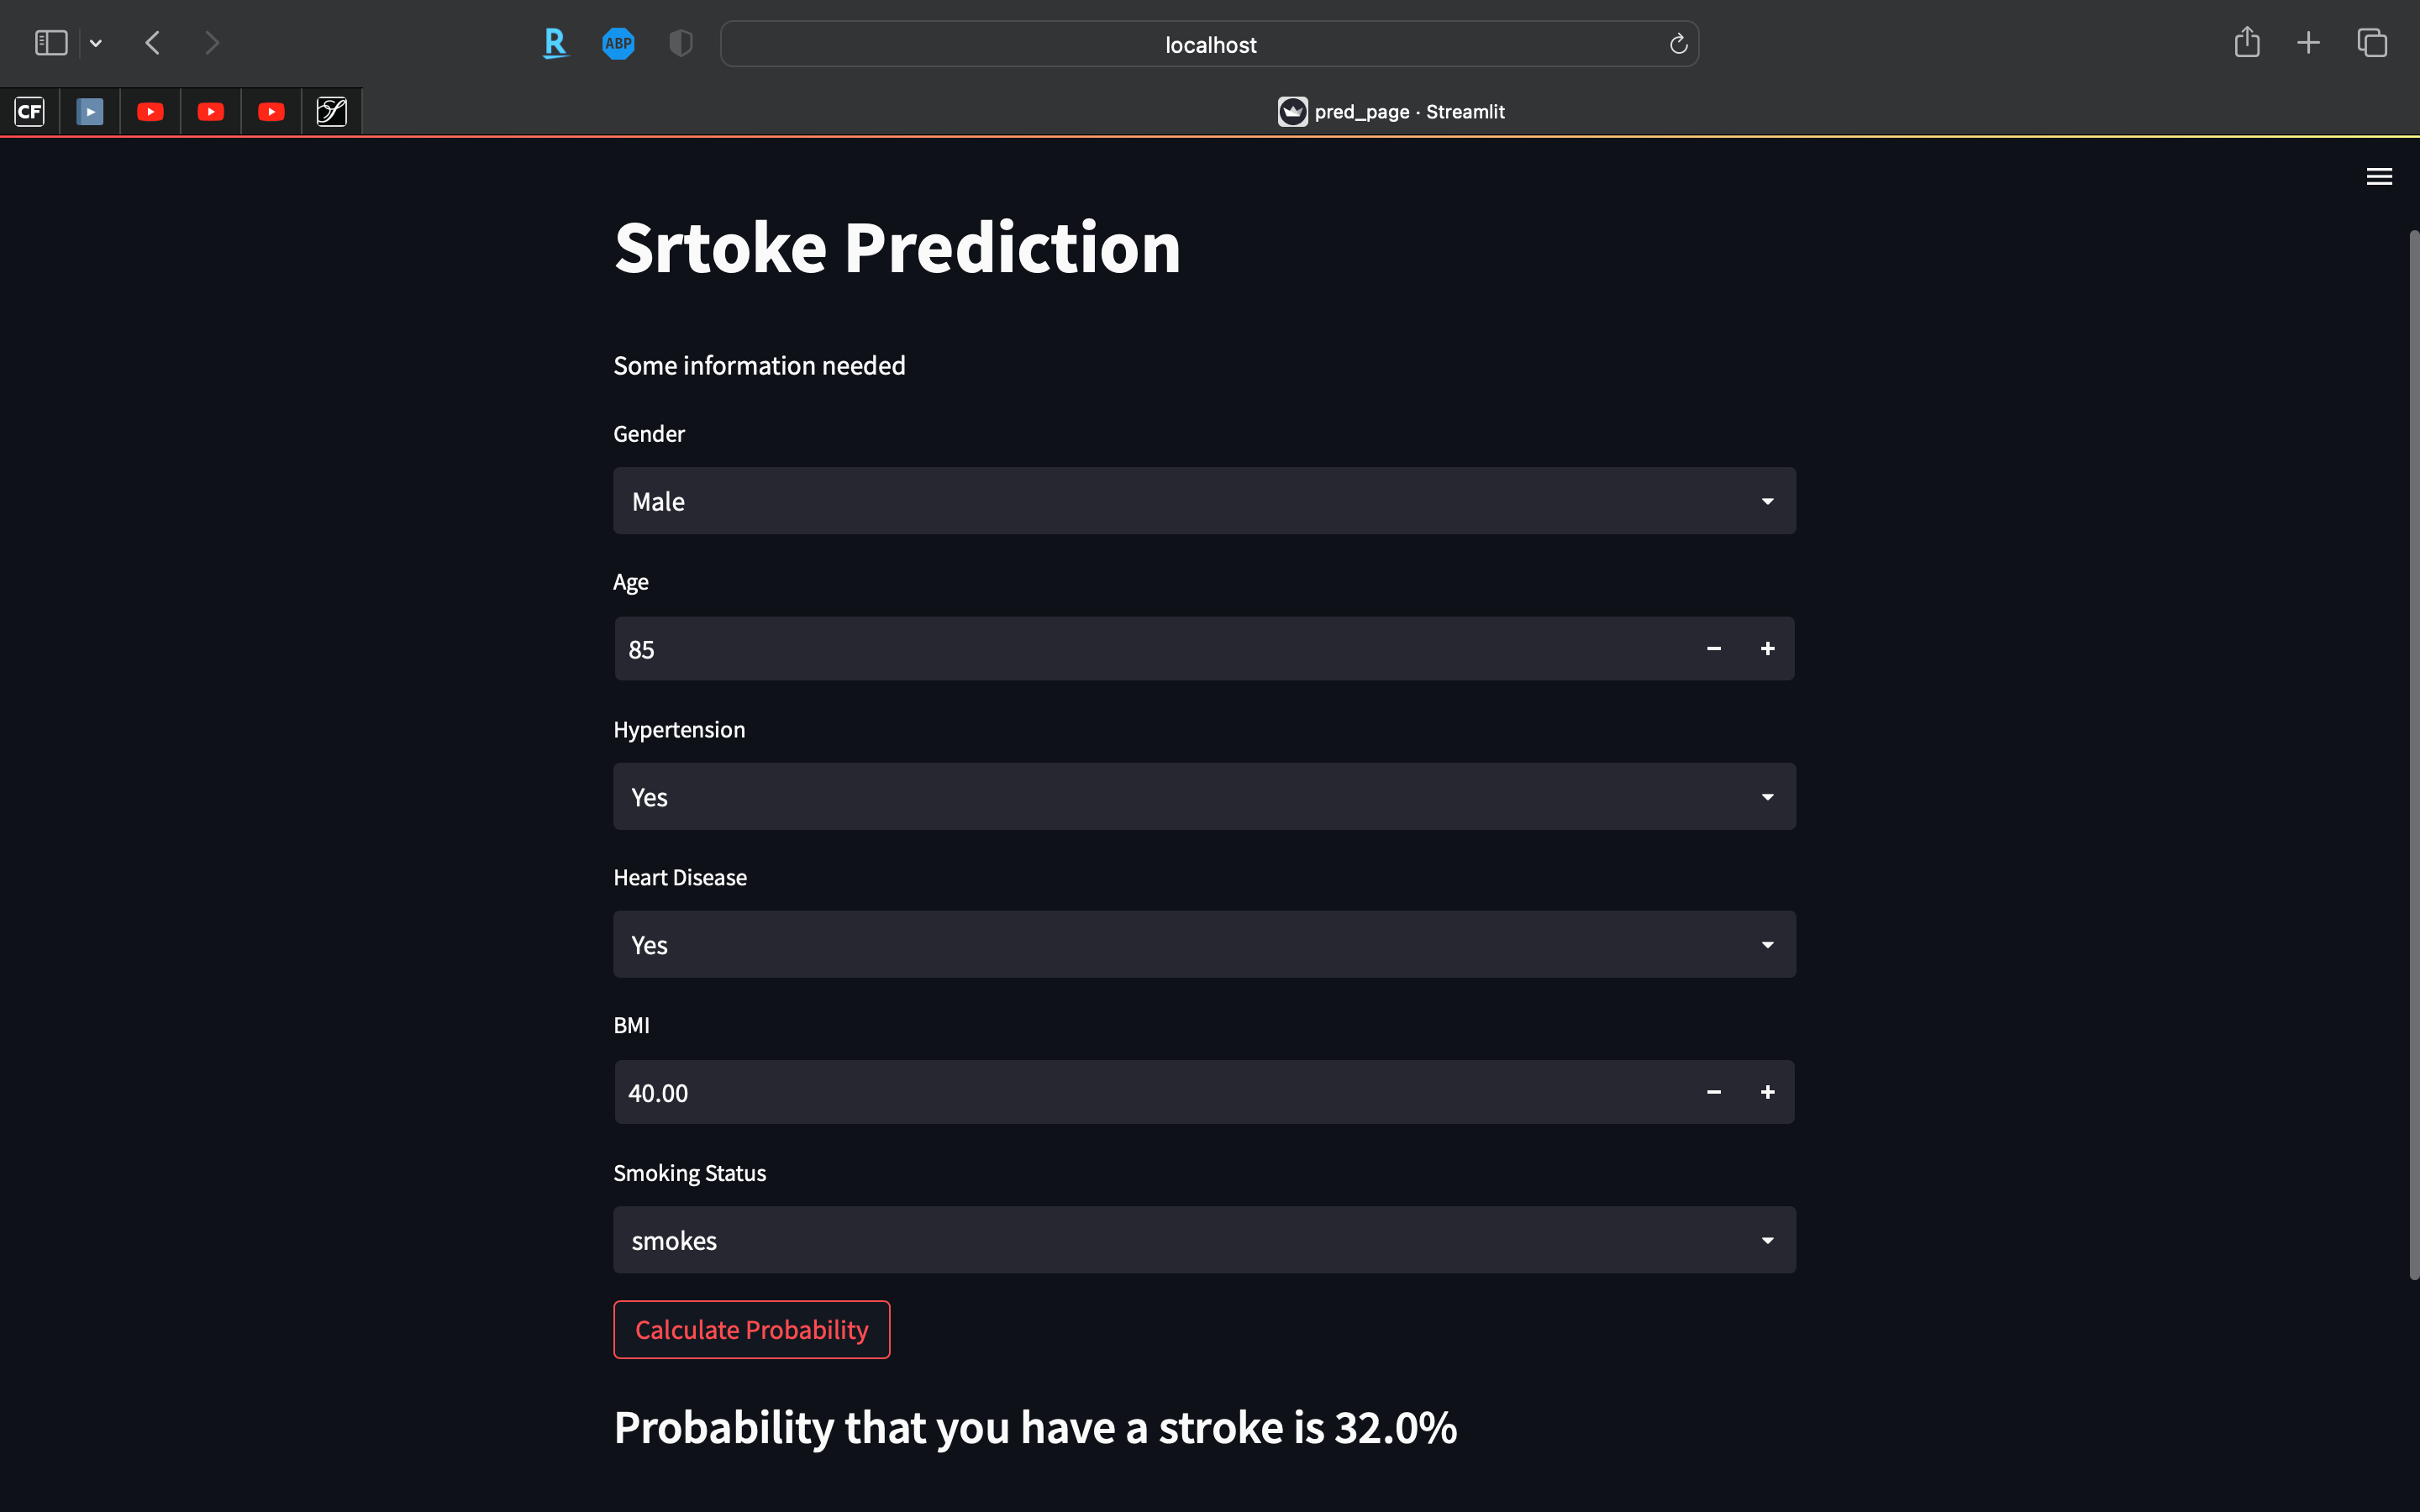 R
ABP
localhost
CF
pred_page · Streamlit
Srtoke Prediction
Some information needed
Gender
Male
Age
85
Hypertension
Yes
Heart Disease
Yes
BMI
40.00
Smoking Status
smokes
Calculate Probability
Probability that you have a stroke is 32.0%